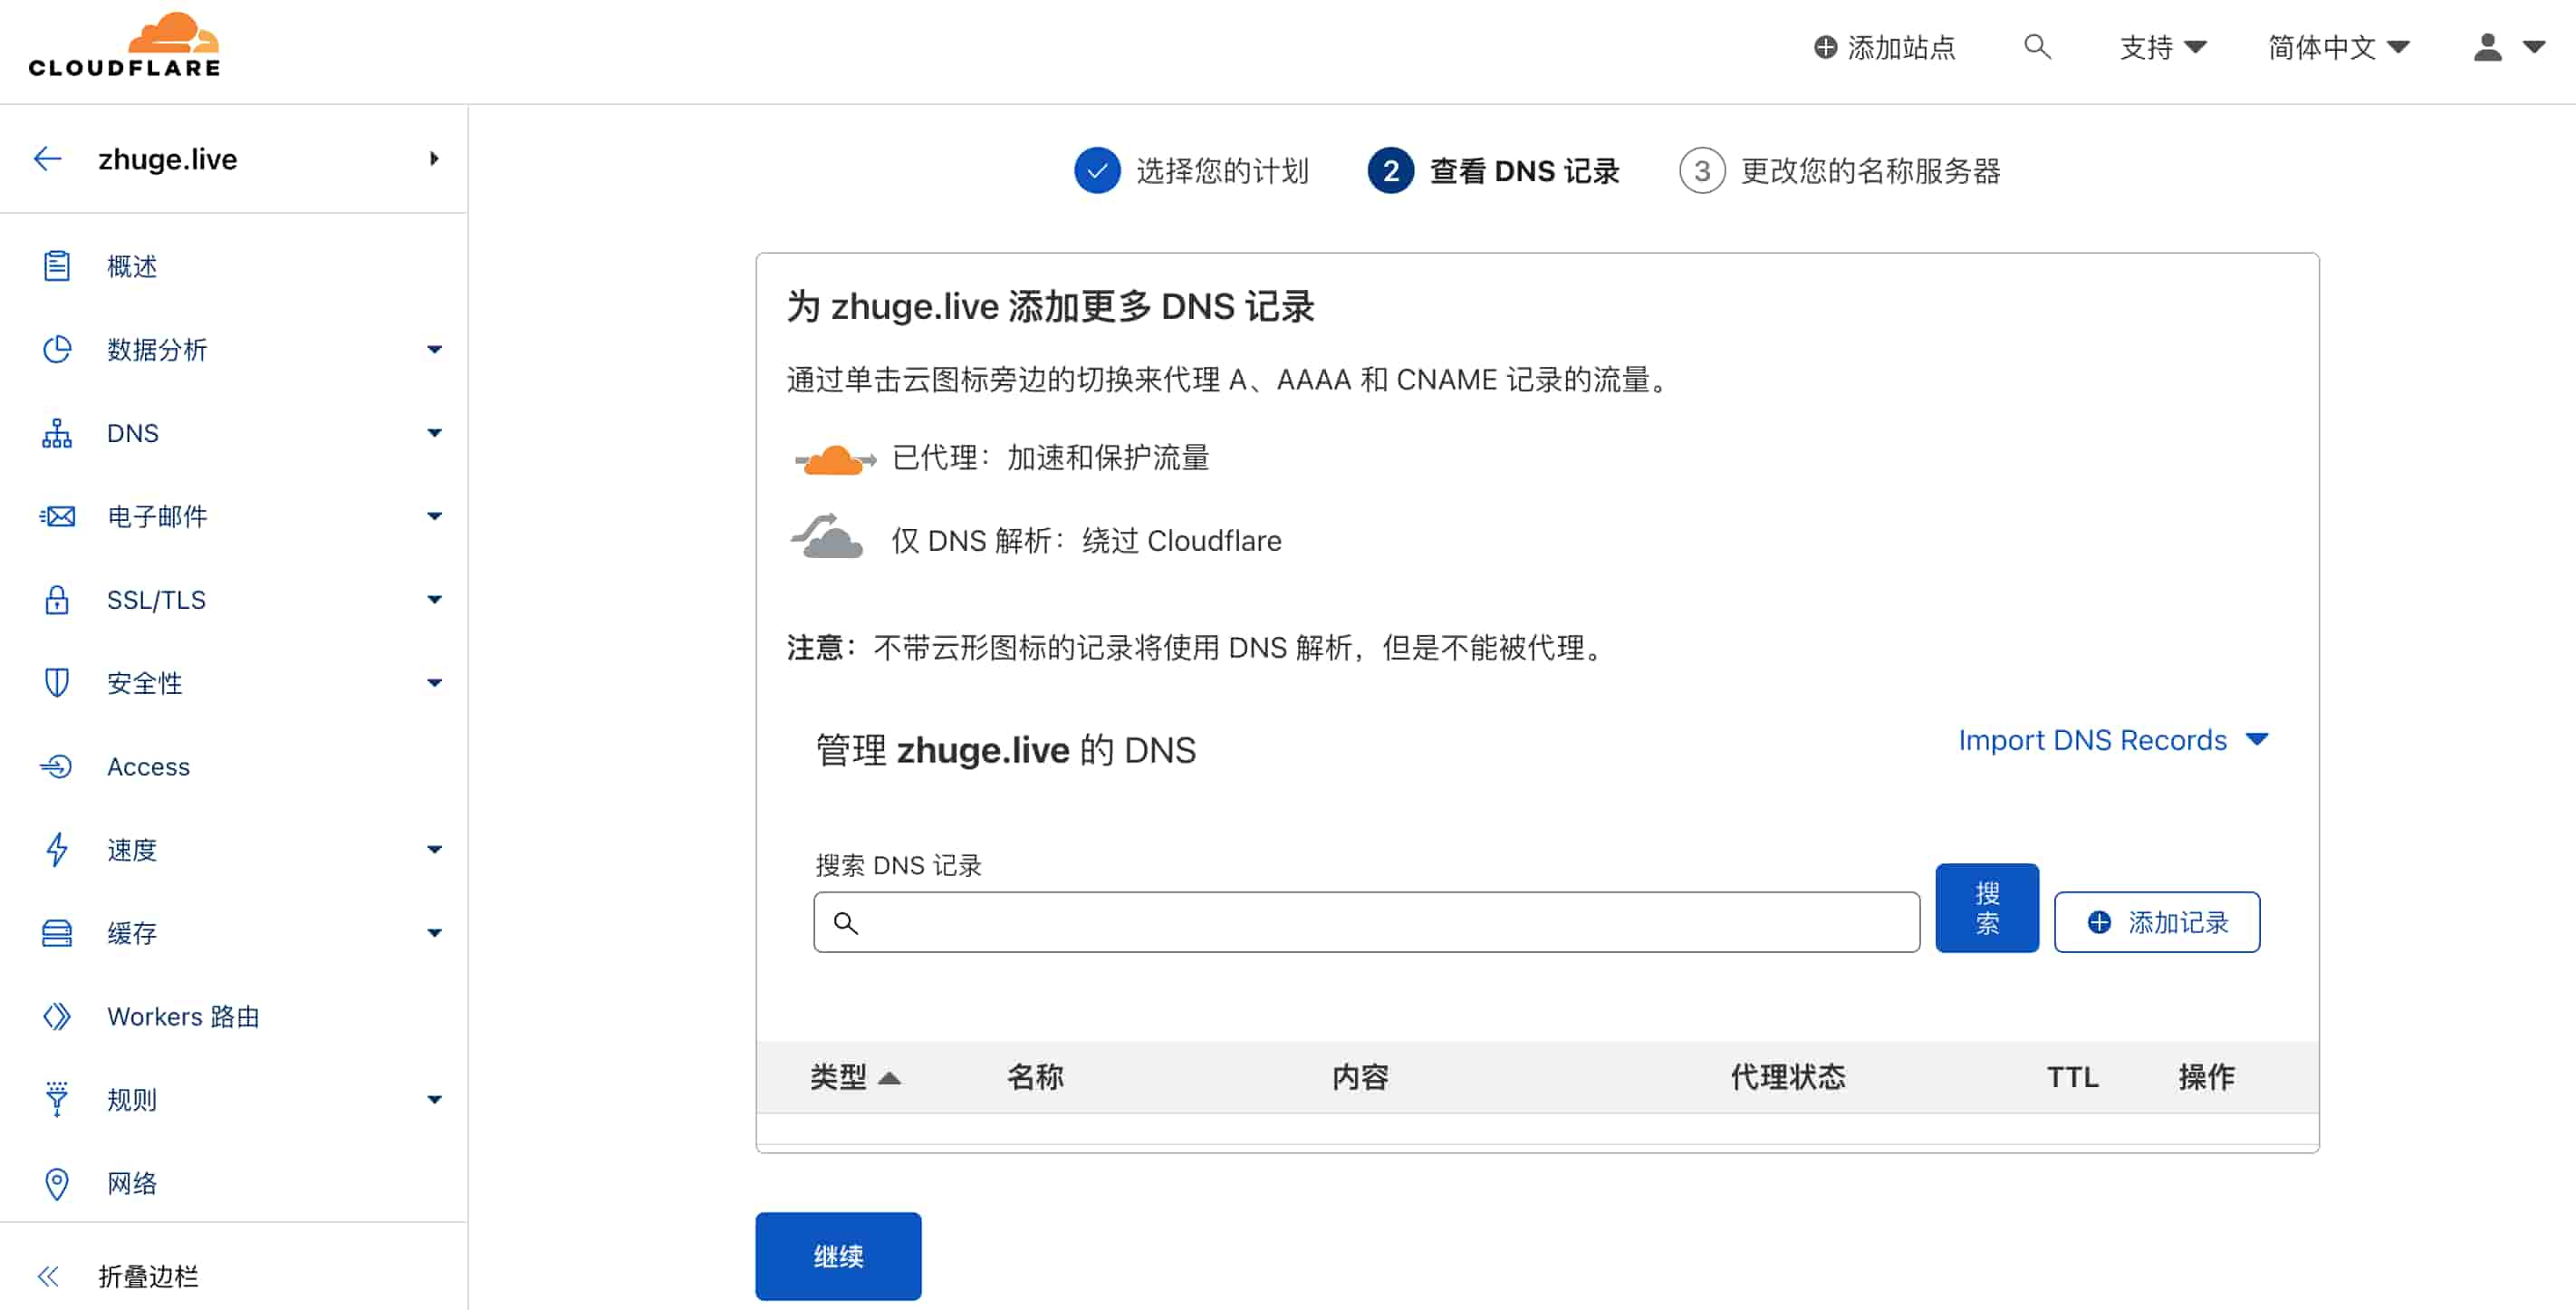 CLOUDFLARE
添加站点
支持
简体中文
zhuge.live
概述
数据分析
DNS
电子邮件
SSL/TLS
安全性
Access
速度
缓存
Workers 路由
规则
网络
折叠边栏
选择您的计划
2 查看 DNS 记录
3 更改您的名称服务器
为 zhuge.live 添加更多 DNS 记录
通过单击云图标旁边的切换来代理 A、AAAA 和 CNAME 记录的流量。
已代理：加速和保护流量
仅 DNS 解析：绕过 Cloudflare
注意：不带云形图标的记录将使用 DNS 解析，但是不能被代理。
管理 zhuge.live 的 DNS
Import DNS Records
搜索 DNS 记录
搜
索
添加记录
类型 名称 内容 代理状态 TTL 操作
继续